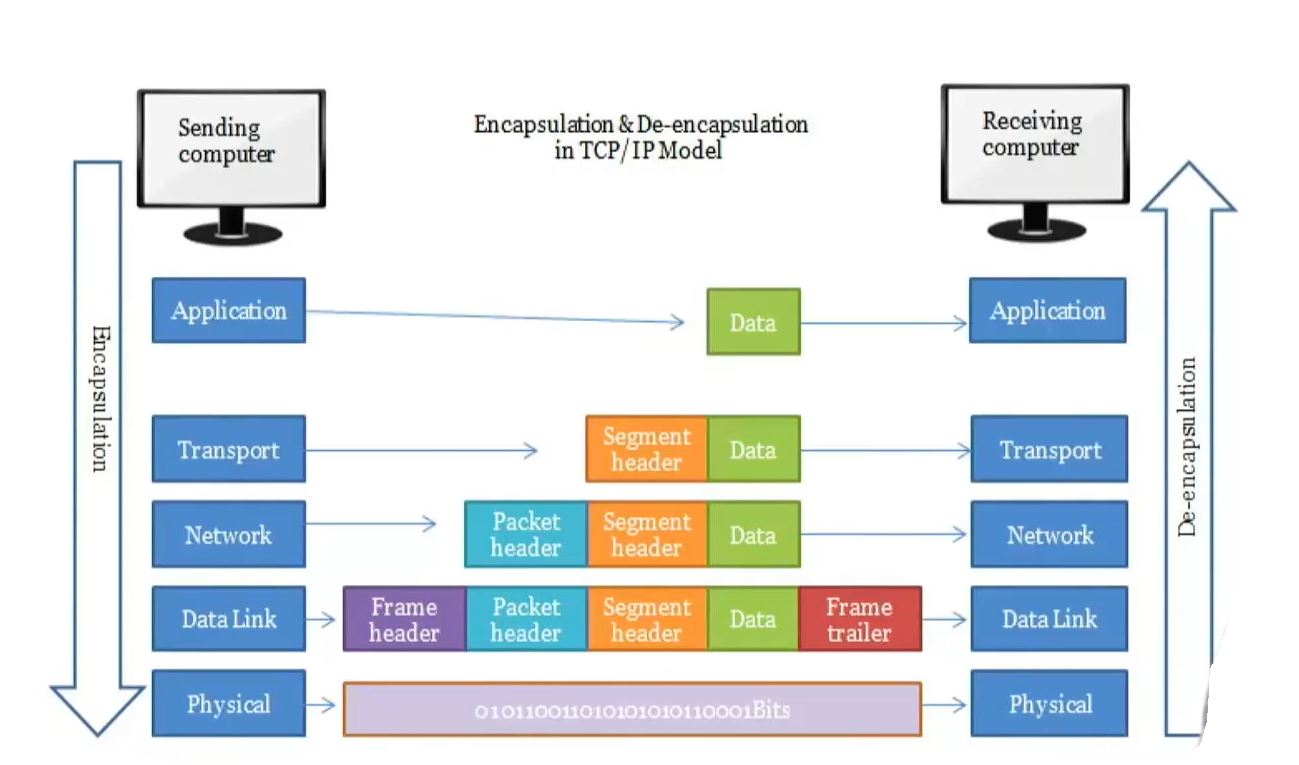 Sending
computer
Encapsulation & De-encapsulation
in TCP/IP Model
Receiving
computer
Encapsulation
De-encapsulation
Application
Data
Application
Transport
Segment
header
Data
Transport
Network
Packet
header
Segment
header
Data
Network
Data Link
Frame
header
Packet
header
Segment
header
Data
Frame
trailer
Data Link
Physical
010110011010101010110001Bits
Physical